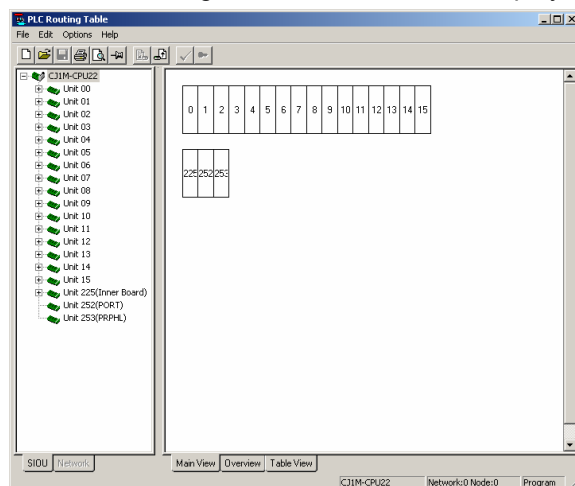 PLC Routing Table
File Edit Options Help
CJ1M-CPU22
Unit 00
Unit 01
Unit 02
Unit 03
Unit 04
Unit 05
Unit 06
Unit 07
Unit 08
Unit 09
Unit 10
Unit 11
Unit 12
Unit 13
Unit 14
Unit 15
Unit 225(Inner Board)
Unit 252(PORT)
Unit 253(PRPHL)
0 1 2 3 4 5 6 7 8 9 10 11 12 13 14 15
225 252 253
SIOU Network
Main View Overview Table View
CJ1M-CPU22 Network:0 Node:0 Program